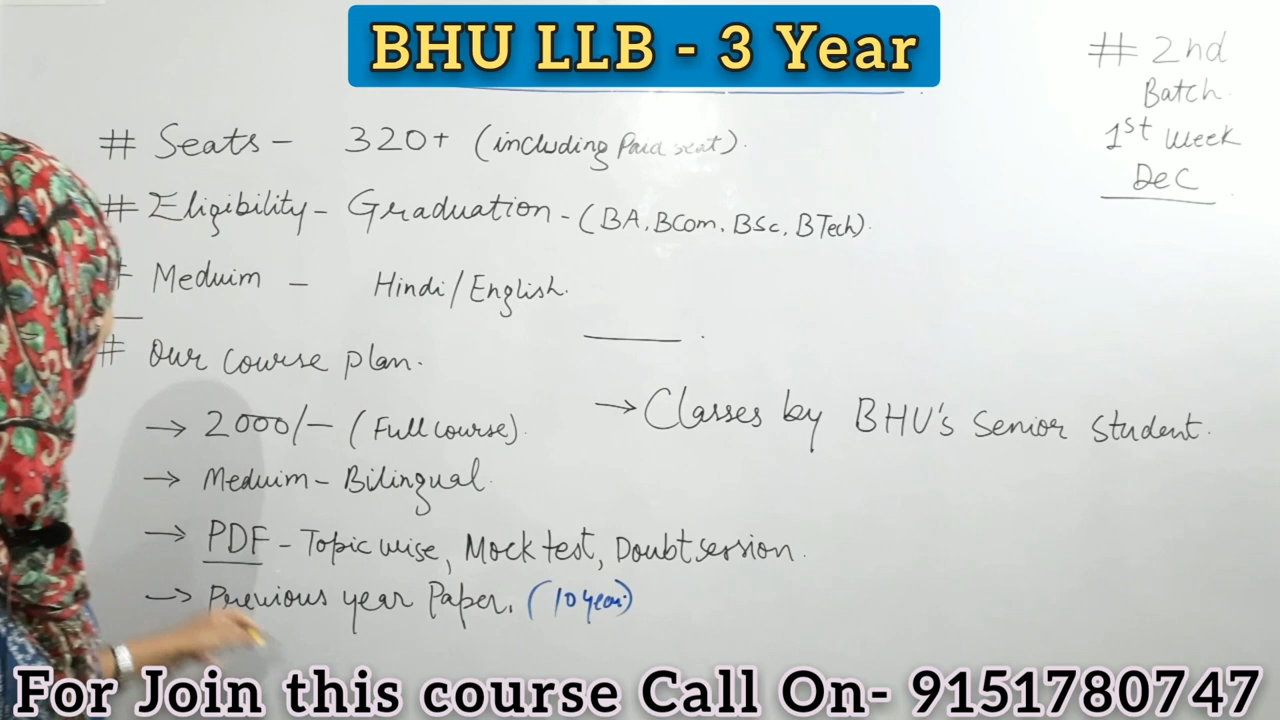 BHU LLB - 3 Year
# 2nd
Batch
1st week
Dec
# Seats - 320+ (including Paid seat).
# Eligibility - Graduation - (BA, BCom, BSc, BTech).
# Meduim - Hindi/English.
# Our course plan.
→ 2000/- (Full course).
→ Meduim - Bilingual.
→ PDF - Topic wise, Mock test, Doubt session.
→ Previous year Paper. (10 year)
→ Classes by BHU's Senior Student.
For Join this course Call On- 9151780747